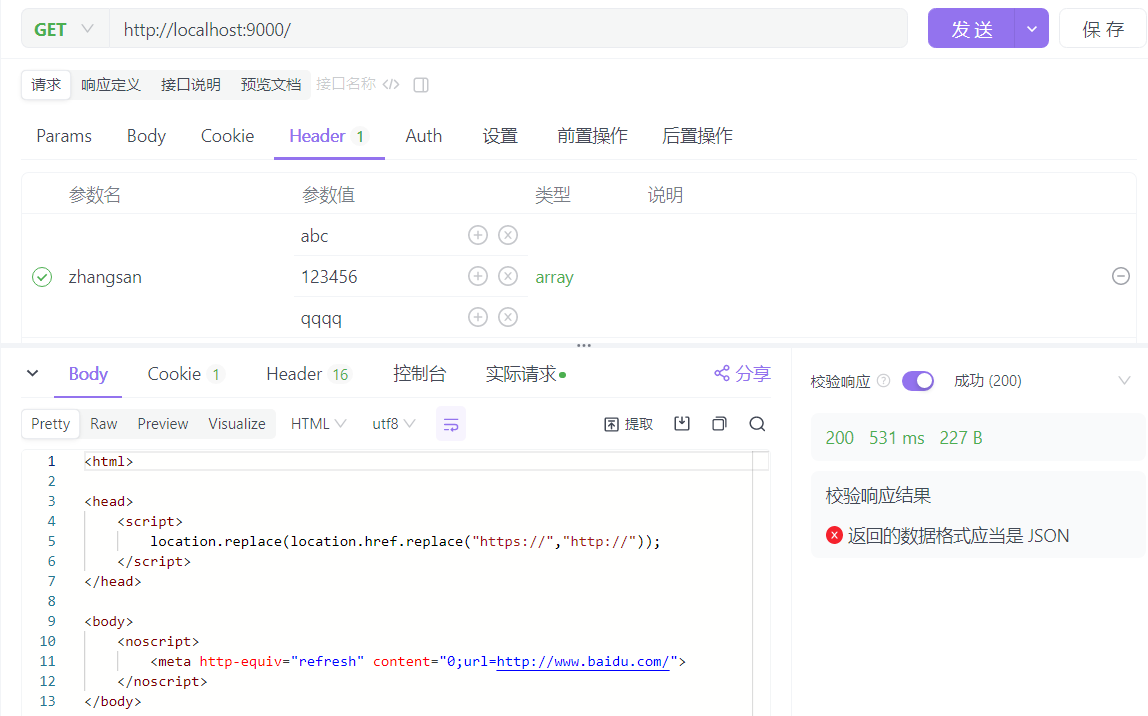 GET http://localhost:9000/ 发 送 保 存
请求 响应定义 接口说明 预览文档 接口名称 </>
Params Body Cookie Header 1 Auth 设置 前置操作 后置操作
参数名 参数值 类型 说明
abc
zhangsan 123456 array
qqqq
Body Cookie 1 Header 16 控制台 实际请求 分享
校验响应 ? 成功 (200)
Pretty Raw Preview Visualize HTML utf8 提取
200 531 ms 227 B
1 <html>
2
3 <head>
4 <script>
5 location.replace(location.href.replace("https://","http://"));
6 </script>
7 </head>
8
9 <body>
10 <noscript>
11 <meta http-equiv="refresh" content="0;url=http://www.baidu.com/">
12 </noscript>
13 </body>
校验响应结果
返回的数据格式应当是 JSON